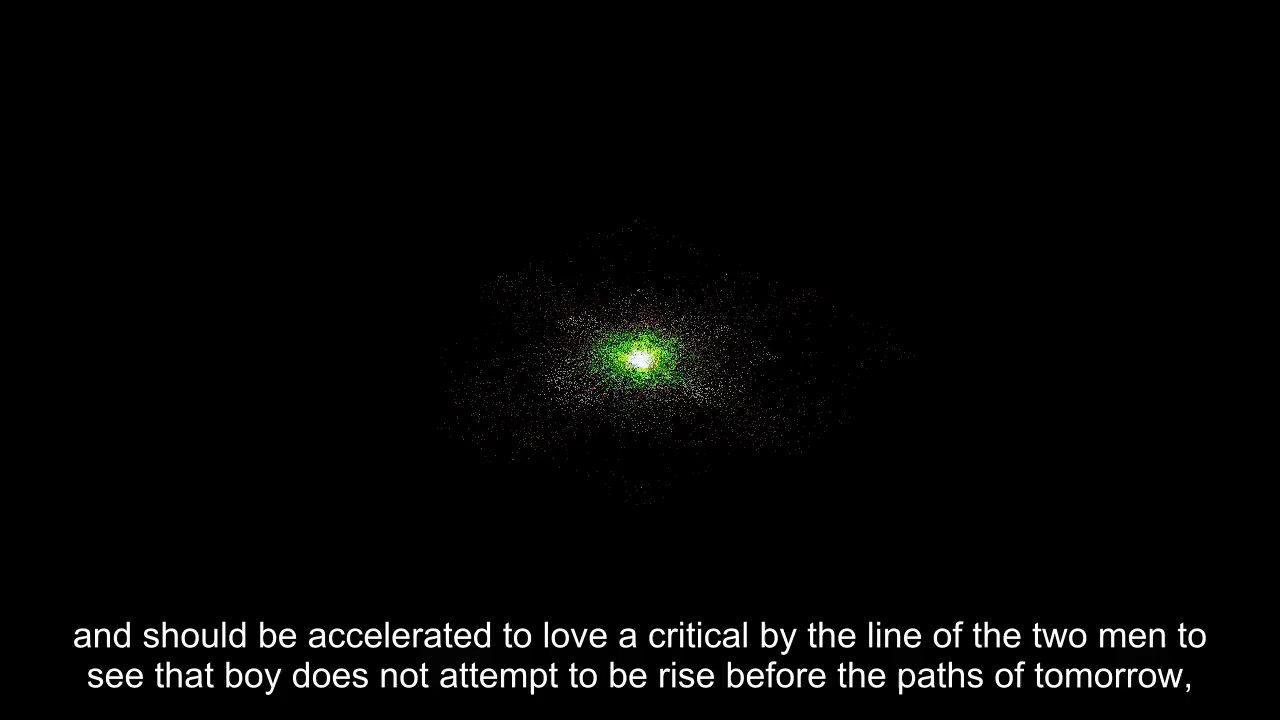 and should be accelerated to love a critical by the line of the two men to
see that boy does not attempt to be rise before the paths of tomorrow,